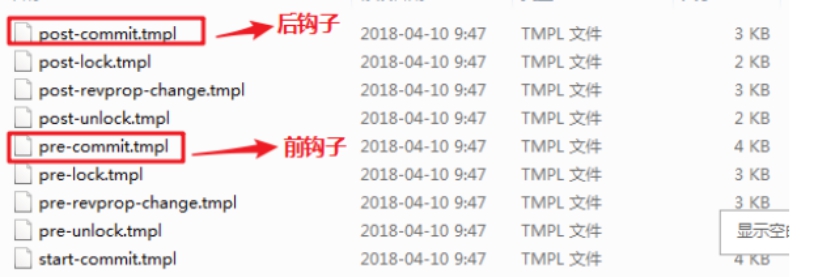 post-commit.tmpl 后钩子 2018-04-10 9:47 TMPL 文件 3 KB
post-lock.tmpl 2018-04-10 9:47 TMPL 文件 2 KB
post-revprop-change.tmpl 2018-04-10 9:47 TMPL 文件 3 KB
post-unlock.tmpl 2018-04-10 9:47 TMPL 文件 2 KB
pre-commit.tmpl 前钩子 2018-04-10 9:47 TMPL 文件 4 KB
pre-lock.tmpl 2018-04-10 9:47 TMPL 文件 3 KB
pre-revprop-change.tmpl 2018-04-10 9:47 TMPL 文件 3 KB
pre-unlock.tmpl 2018-04-10 9:47 TMPL 文件 显示空
start-commit.tmpl 2018-04-10 9:47 TMPL 文件 4 KB